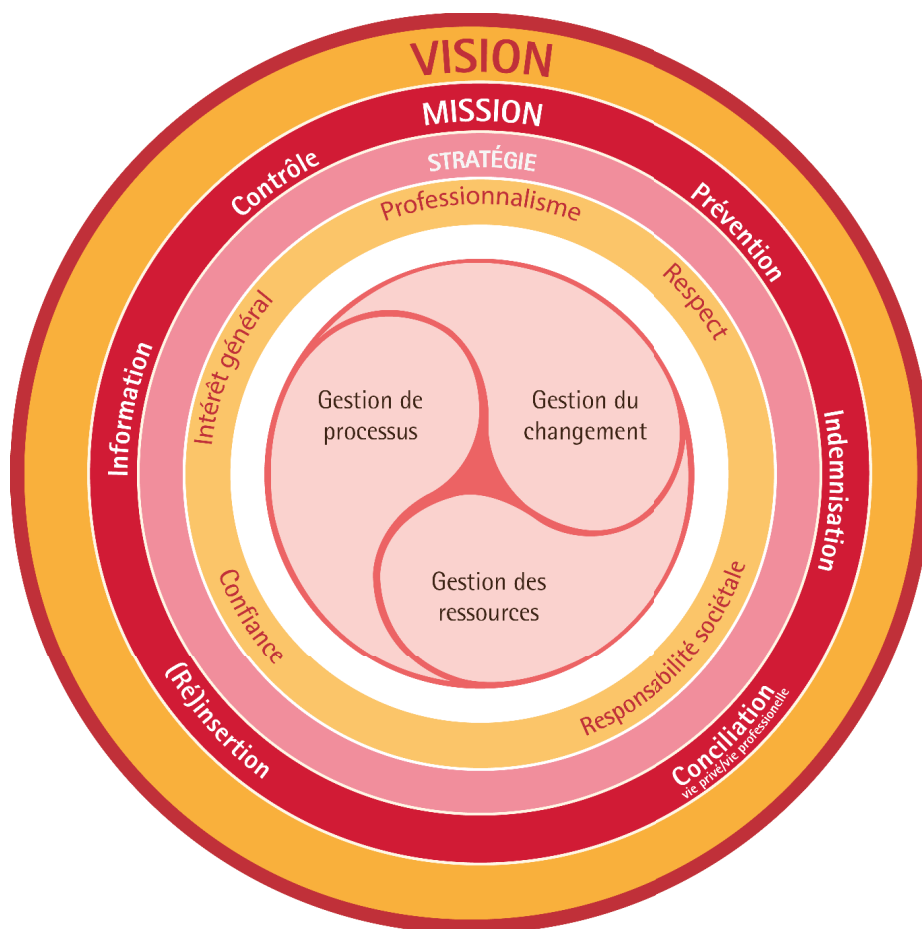 VISION
MISSION
Contrôle
Prévention
Information
Indemnisation
(Ré)insertion
Conciliation
vie privé/vie professionelle
STRATÉGIE
Professionnalisme
Intérêt général
Respect
Confiance
Responsabilité sociétale
Gestion de
processus
Gestion du
changement
Gestion des
ressources